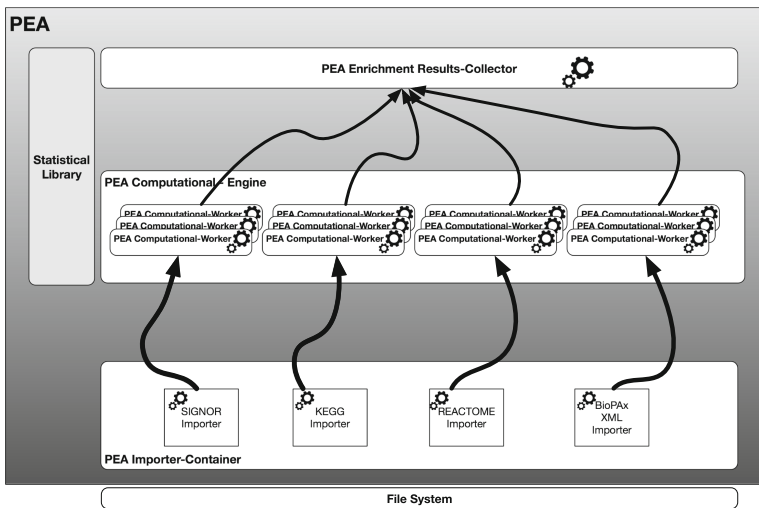 PEA
PEA Enrichment Results-Collector
Statistical
Library
PEA Computational - Engine
PEA Computational-Worker
PEA Computational-Worker
PEA Computational-Worker
PEA Computational-Worker
PEA Computational-Worker
PEA Computational-Worker
PEA Computational-Worker
PEA Computational-Worker
PEA Computational-Worker
PEA Computational-Worker
PEA Computational-Worker
PEA Computational-Worker
SIGNOR
Importer
KEGG
Importer
REACTOME
Importer
BioPAx
XML
Importer
PEA Importer-Container
File System